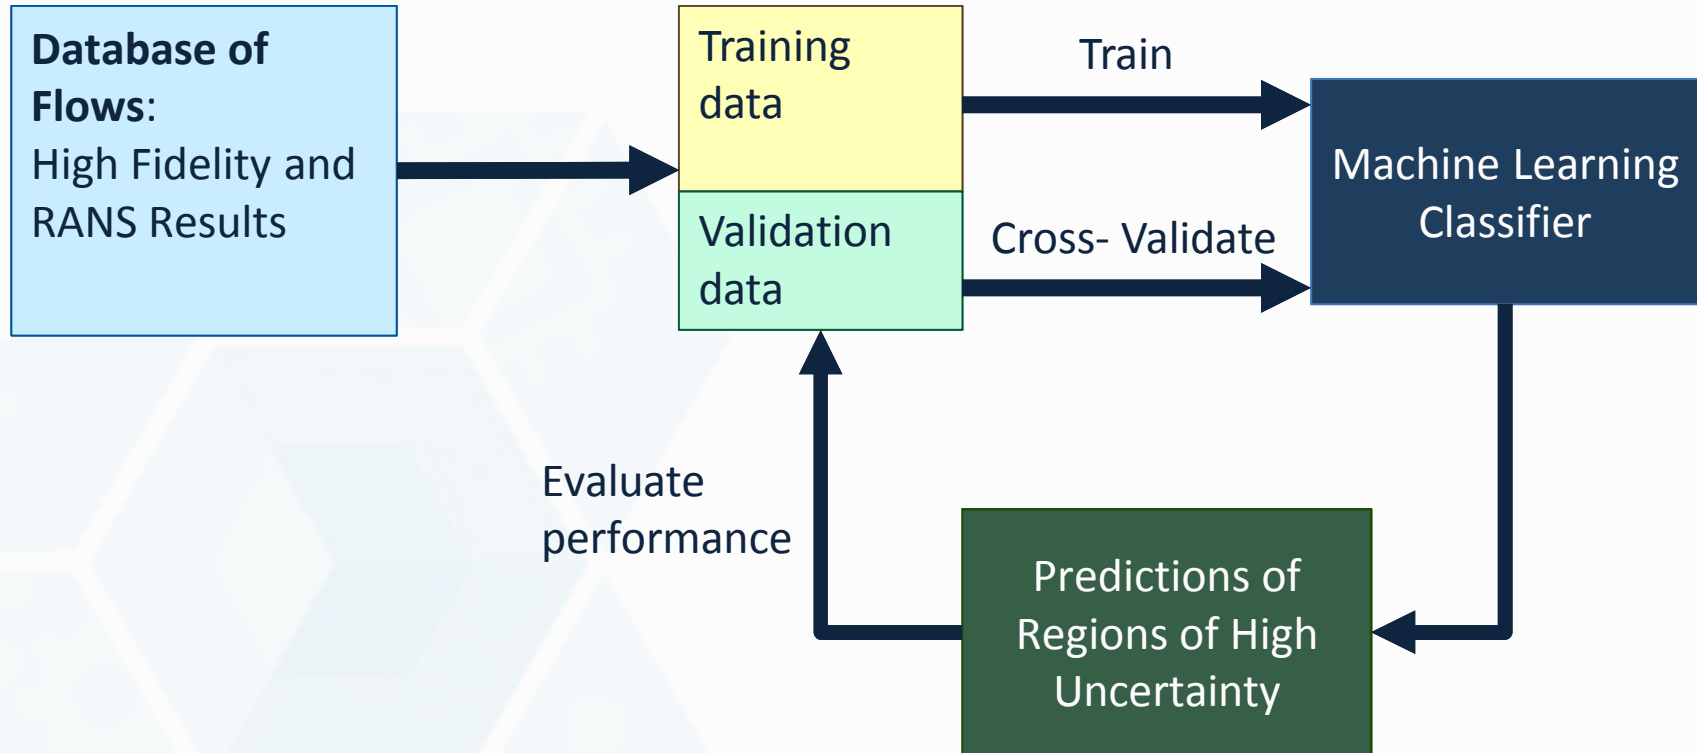 Database of
Flows:
High Fidelity and
RANS Results
Training
data
Validation
data
Train
Cross- Validate
Machine Learning
Classifier
Evaluate
performance
Predictions of
Regions of High
Uncertainty